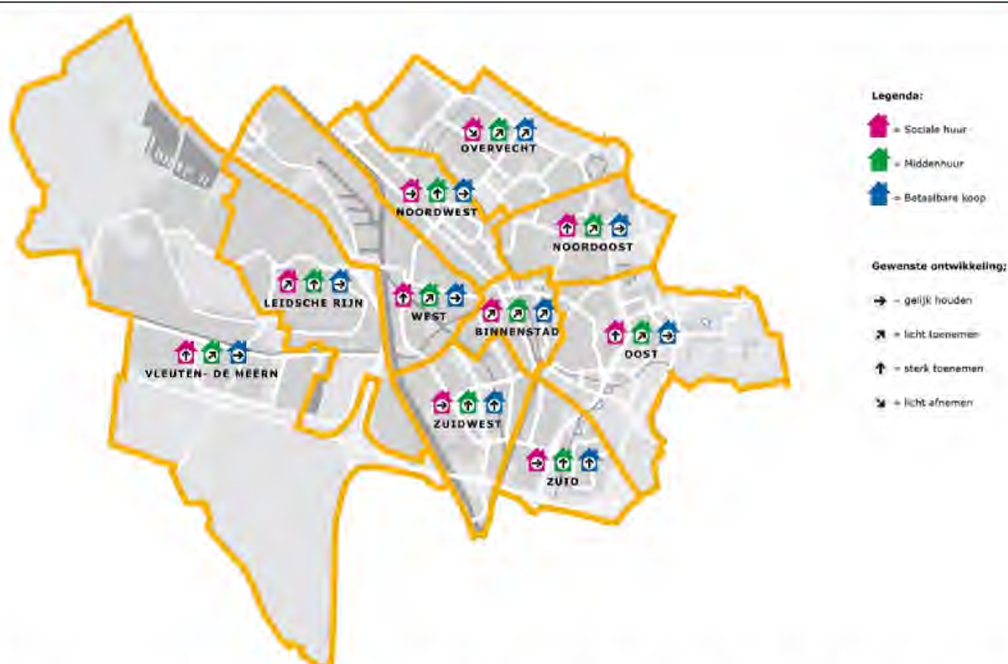 OVERVECHT
NOORDWEST
NOORDOOST
LEIDSCHE RIJN
WEST
BINNENSTAD
OOST
VLEUTEN- DE MEERN
ZUIDWEST
ZUID
Legenda:
= Sociale huur
= Middenhuur
= Betaalbare koop
Gewenste ontwikkeling:
= gelijk houden
= licht toenemen
= sterk toenemen
= licht afnemen